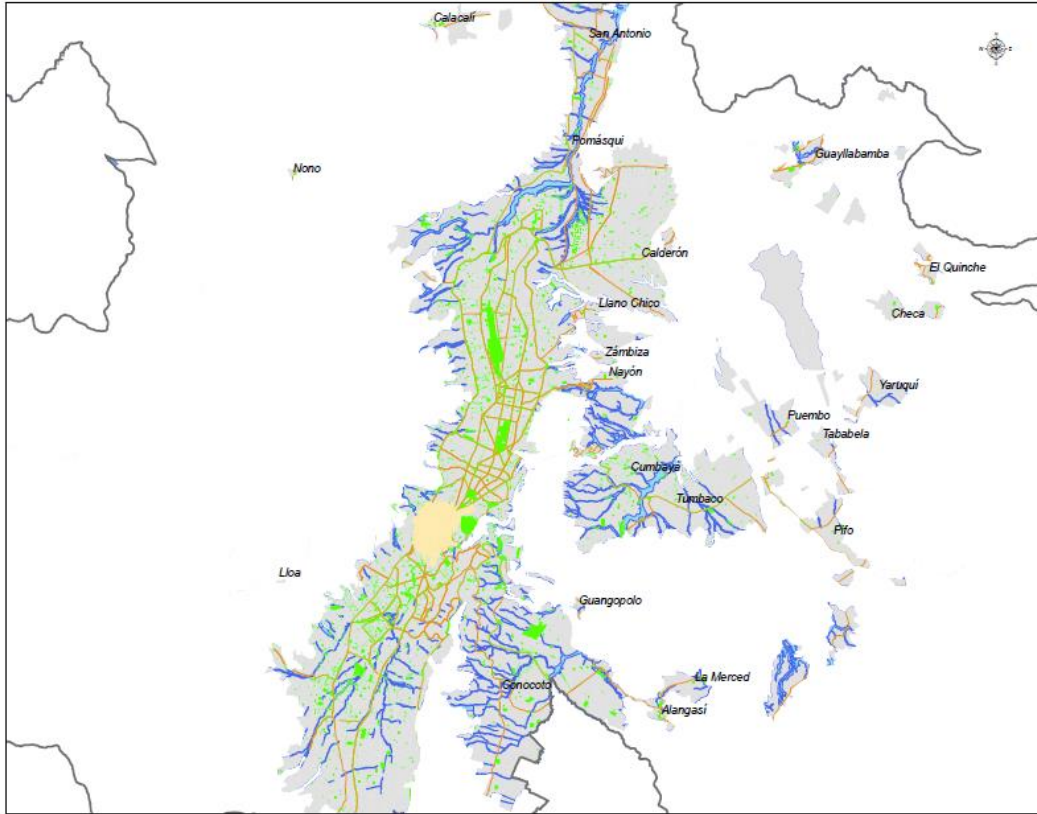 Calacalí
San Antonio
Pomásqui
Guayllabamba
Nono
Calderón
El Quinche
Llano Chico
Checa
Zámbiza
Nayón
Yaruquí
Puembo
Tababela
Cumbaya
Tumbaco
Pifo
Lloa
Guangopolo
La Merced
Conocoto
Alangasí